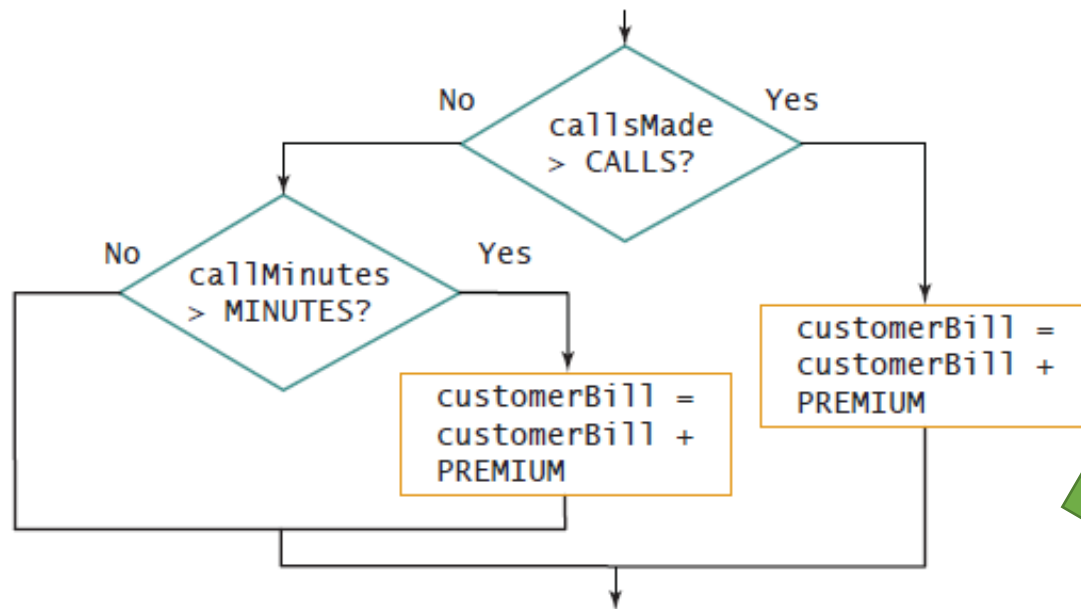 No
Yes
callsMade
> CALLS?
No
Yes
callMinutes
> MINUTES?
customerBill =
customerBill +
PREMIUM
customerBill =
customerBill +
PREMIUM